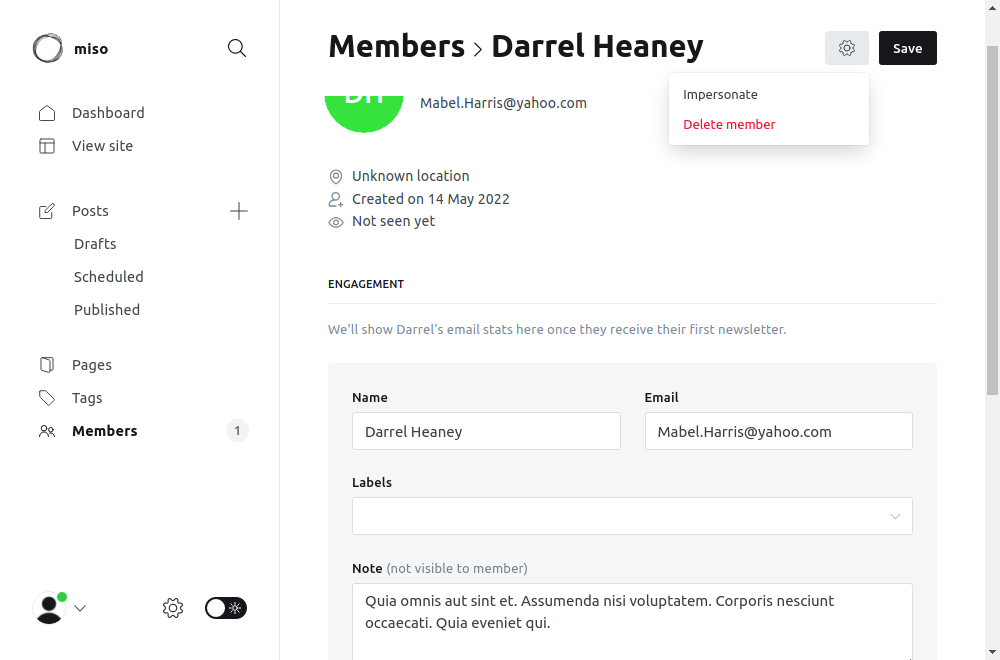 miso
Dashboard
View site
Posts
Drafts
Scheduled
Published
Pages
Tags
Members 1
Members > Darrel Heaney
Save
Impersonate
Delete member
Mabel.Harris@yahoo.com
Unknown location
Created on 14 May 2022
Not seen yet
ENGAGEMENT
We'll show Darrel's email stats here once they receive their first newsletter.
Name
Darrel Heaney
Email
Mabel.Harris@yahoo.com
Labels
Note (not visible to member)
Quia omnis aut sint et. Assumenda nisi voluptatem. Corporis nesciunt
occaecati. Quia eveniet qui.